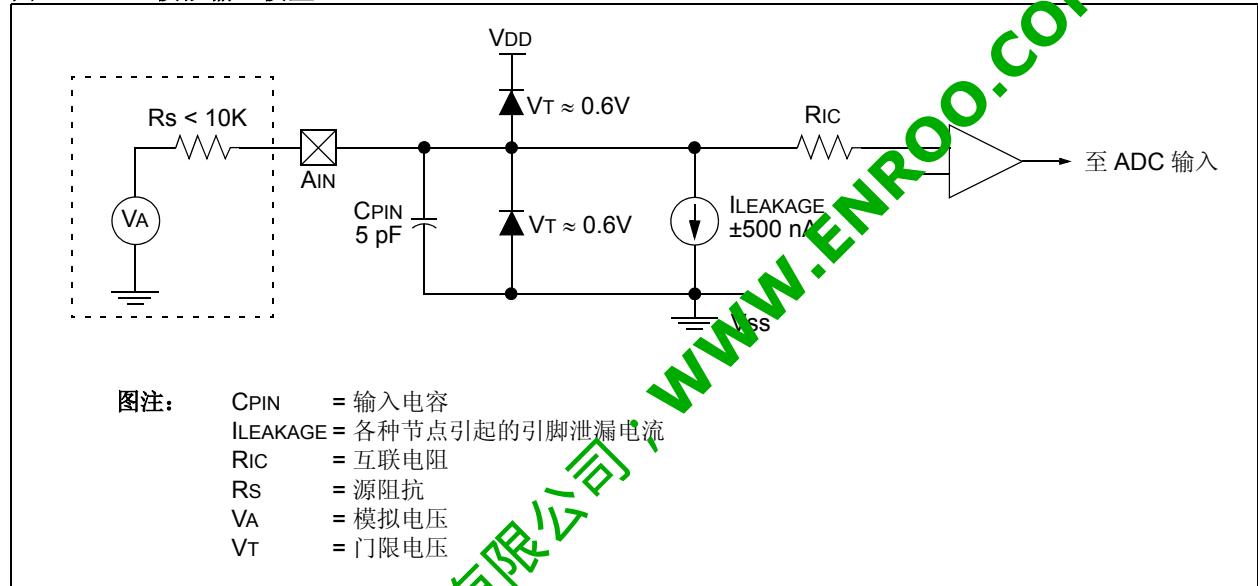 VDD
Rs < 10K
VT ≈ 0.6V
RIC
AIN
至 ADC 输入
VA
CPIN
5 pF
VT ≈ 0.6V
ILEAKAGE
±500 nA
VSS
图注：
CPIN = 输入电容
ILEAKAGE = 各种节点引起的引脚泄漏电流
RIC = 互联电阻
RS = 源阻抗
VA = 模拟电压
VT = 门限电压
有限公司；WWW.ENROO.COM